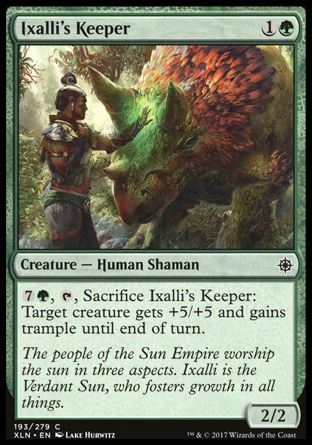 Ixalli's Keeper 1
Creature — Human Shaman
7, Sacrifice Ixalli's Keeper:
Target creature gets +5/+5 and gains
trample until end of turn.
The people of the Sun Empire worship
the sun in three aspects. Ixalli is the
Verdant Sun, who fosters growth in all
things.
2/2
193/279 C
XLN • EN Lake Hurwitz ™ & © 2017 Wizards of the Coast